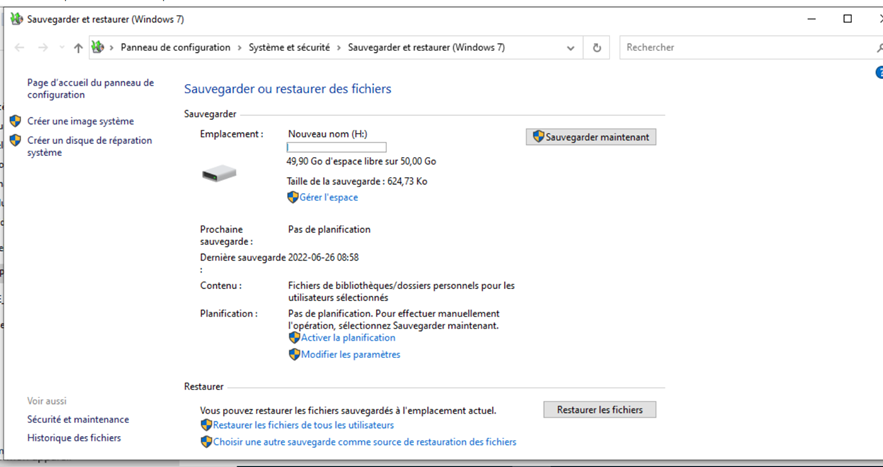 Sauvegarder et restaurer (Windows 7)
Panneau de configuration > Système et sécurité > Sauvegarder et restaurer (Windows 7)
Rechercher
Page d'accueil du panneau de
configuration
Créer une image système
Créer un disque de réparation
système
Sauvegarder ou restaurer des fichiers
Sauvegarder
Emplacement : Nouveau nom (H:)
Sauvegarder maintenant
49,90 Go d'espace libre sur 50,00 Go
Taille de la sauvegarde : 624,73 Ko
Gérer l'espace
Prochaine
sauvegarde : Pas de planification
Dernière sauvegarde
: 2022-06-26 08:58
Contenu : Fichiers de bibliothèques/dossiers personnels pour les
utilisateurs sélectionnés
Planification : Pas de planification. Pour effectuer manuellement
l'opération, sélectionnez Sauvegarder maintenant.
Activer la planification
Modifier les paramètres
Restaurer
Vous pouvez restaurer les fichiers sauvegardés à l'emplacement actuel.
Restaurer les fichiers
Restaurer les fichiers de tous les utilisateurs
Choisir une autre sauvegarde comme source de restauration des fichiers
Voir aussi
Sécurité et maintenance
Historique des fichiers